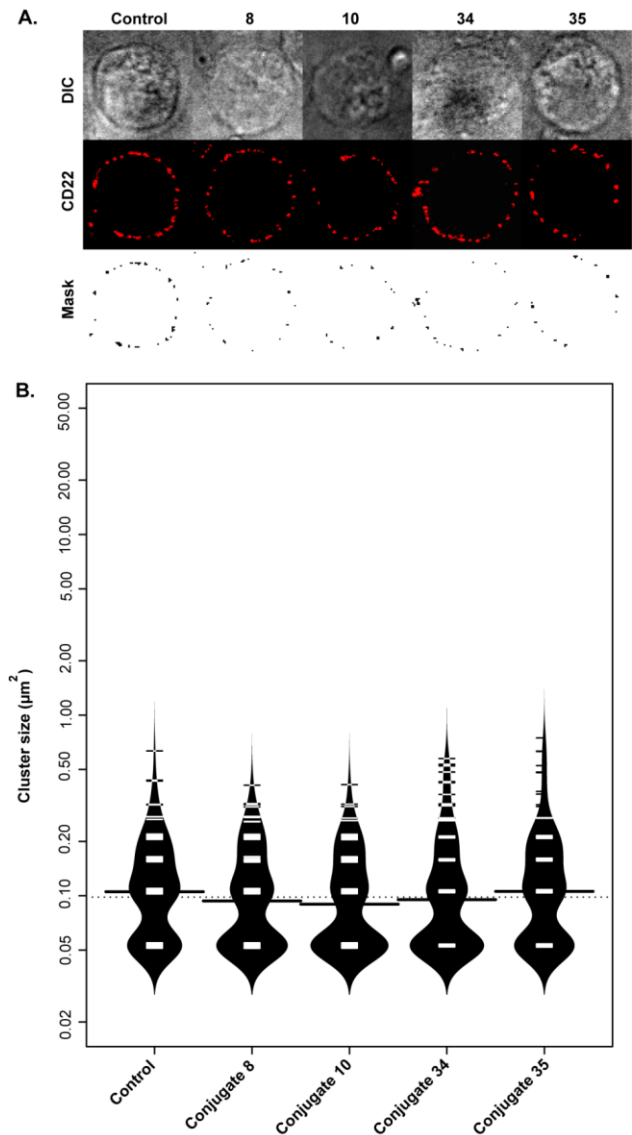 A.
Control 8 10 34 35
DIC
CD22
Mask
B.
Cluster size (µm²)
50.00
20.00
10.00
5.00
2.00
1.00
0.50
0.20
0.10
0.05
0.02
Control
Conjugate 8
Conjugate 10
Conjugate 34
Conjugate 35